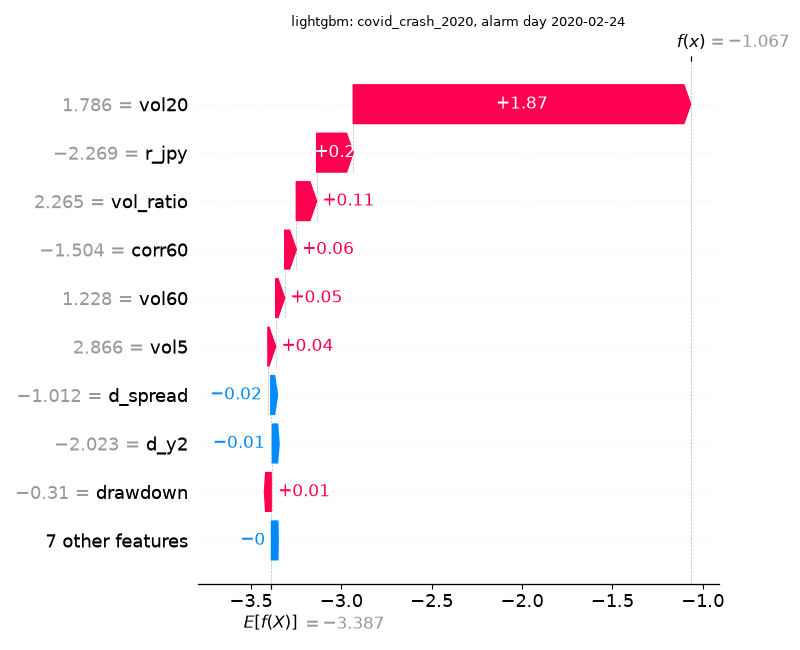 lightgbm: covid_crash_2020, alarm day 2020-02-24
f(x) = −1.067
1.786 = vol20 +1.87
−2.269 = r_jpy +0.2
2.265 = vol_ratio +0.11
−1.504 = corr60 +0.06
1.228 = vol60 +0.05
2.866 = vol5 +0.04
−1.012 = d_spread −0.02
−2.023 = d_y2 −0.01
−0.31 = drawdown +0.01
7 other features −0
−3.5 −3.0 −2.5 −2.0 −1.5 −1.0
E[f(X)] = −3.387